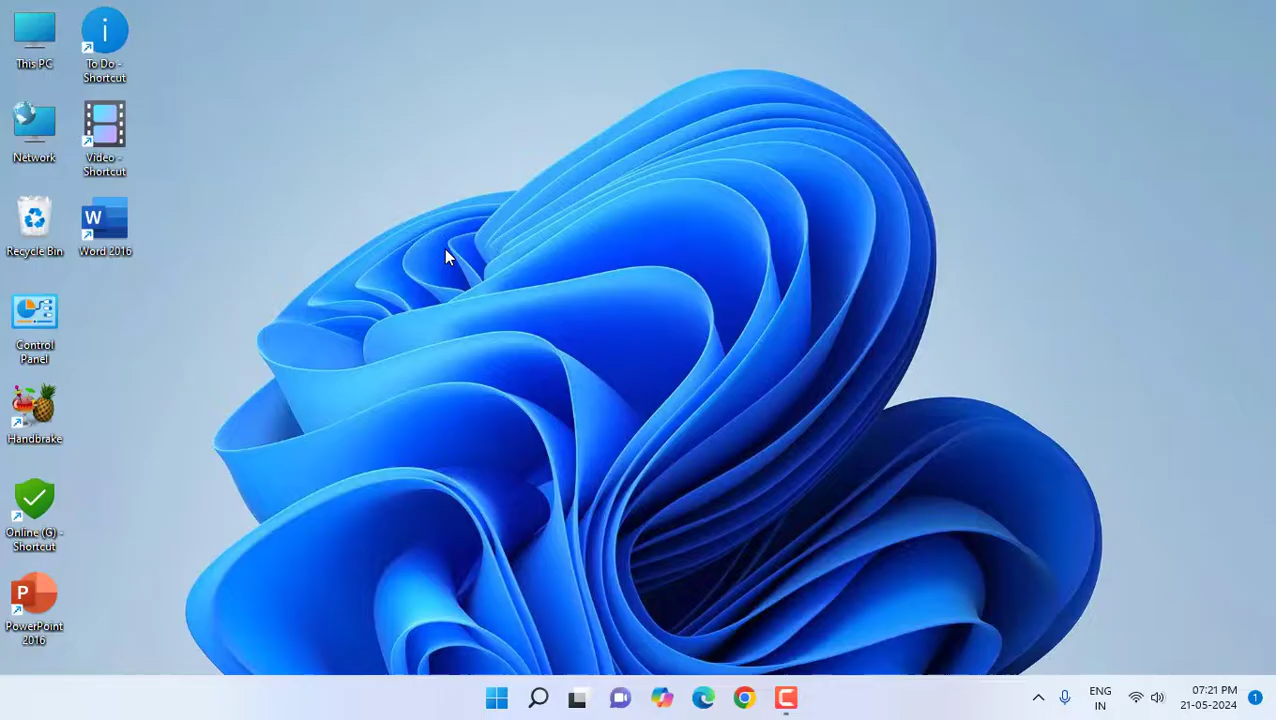 This PC
To Do -
Shortcut
Network
Video -
Shortcut
Recycle Bin
W
Word 2016
Control
Panel
Handbrake
Online (G) -
Shortcut
P
PowerPoint
2016
ENG
IN
07:21 PM
21-05-2024
1